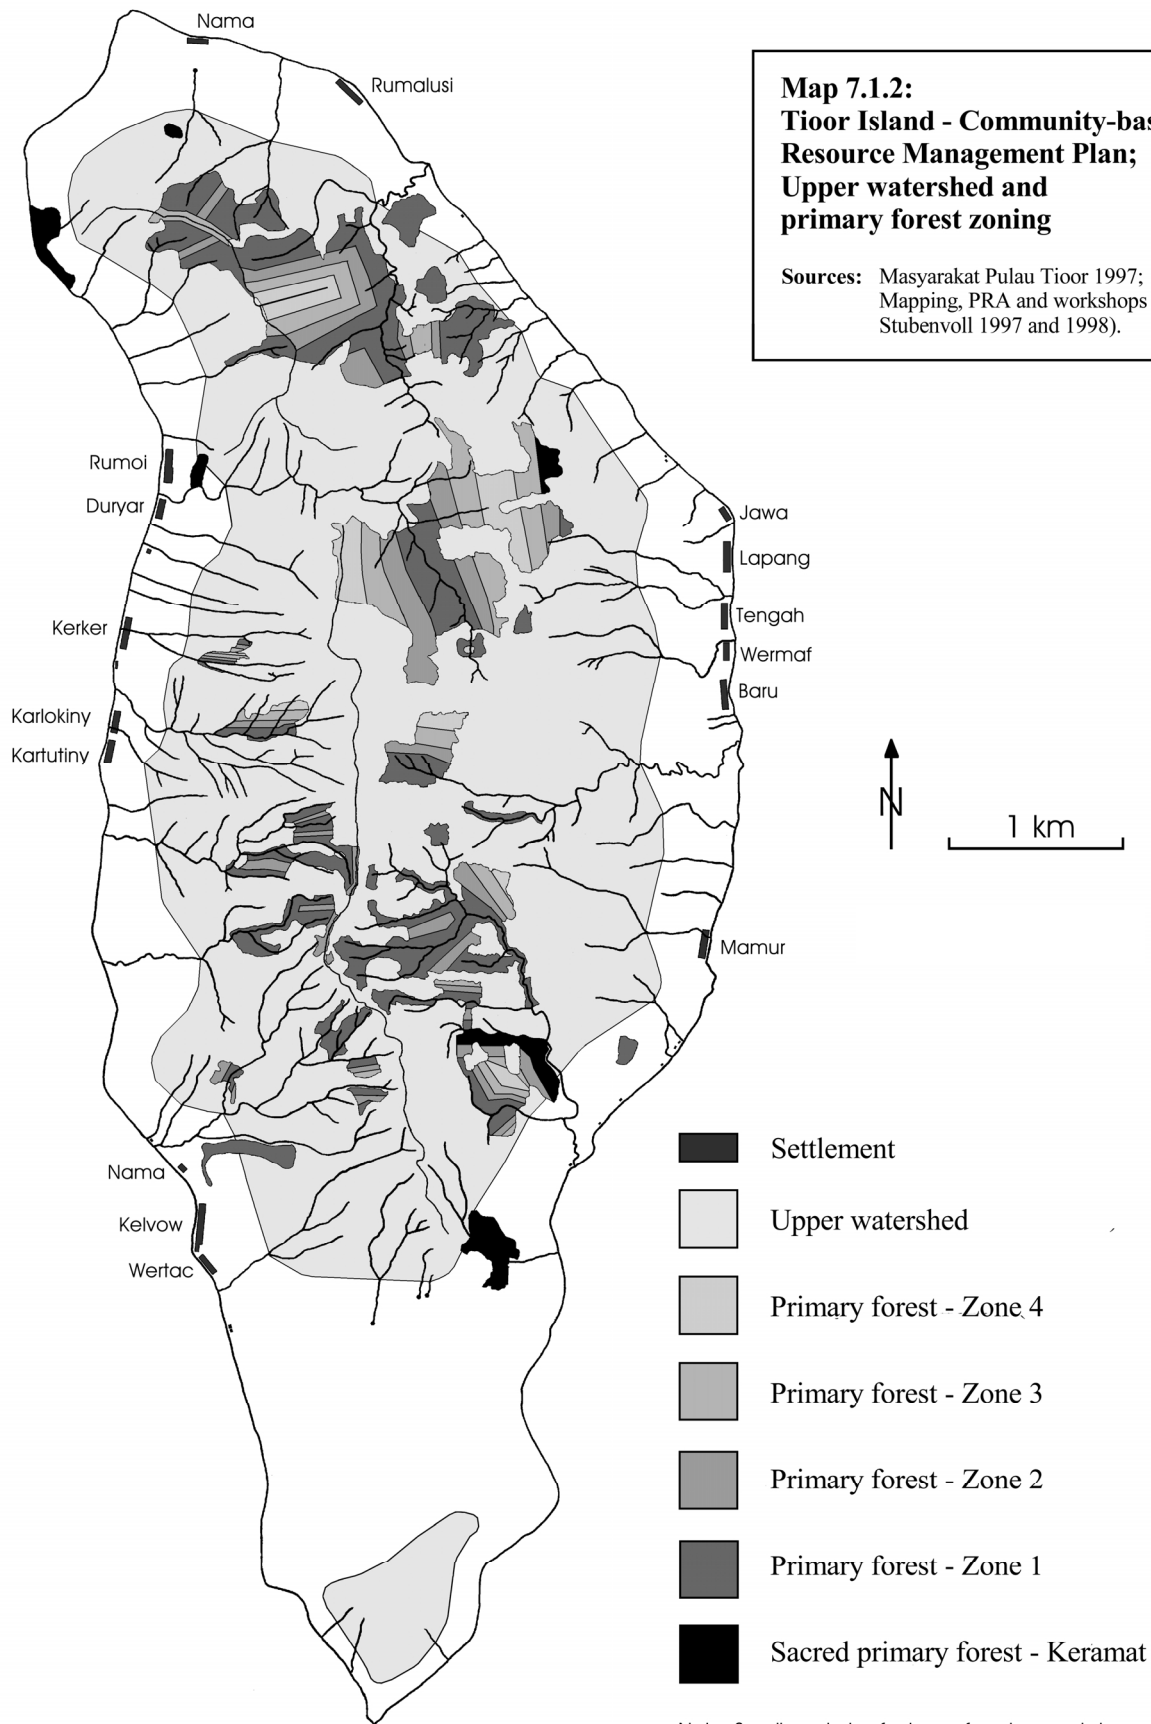 Nama
Rumalusi
Map 7.1.2:
Tioor Island - Community-bas
Resource Management Plan;
Upper watershed and
primary forest zoning
Sources: Masyarakat Pulau Tioor 1997;
Mapping, PRA and workshops
Stubenvoll 1997 and 1998).
Rumoi
Duryar
Jawa
Lapang
Kerker
Tengah
Wermaf
Baru
Karlokiny
Kartutiny
N
1 km
Mamur
Nama
Kelvow
Wertac
Settlement
Upper watershed
Primary forest - Zone 4
Primary forest - Zone 3
Primary forest - Zone 2
Primary forest - Zone 1
Sacred primary forest - Keramat